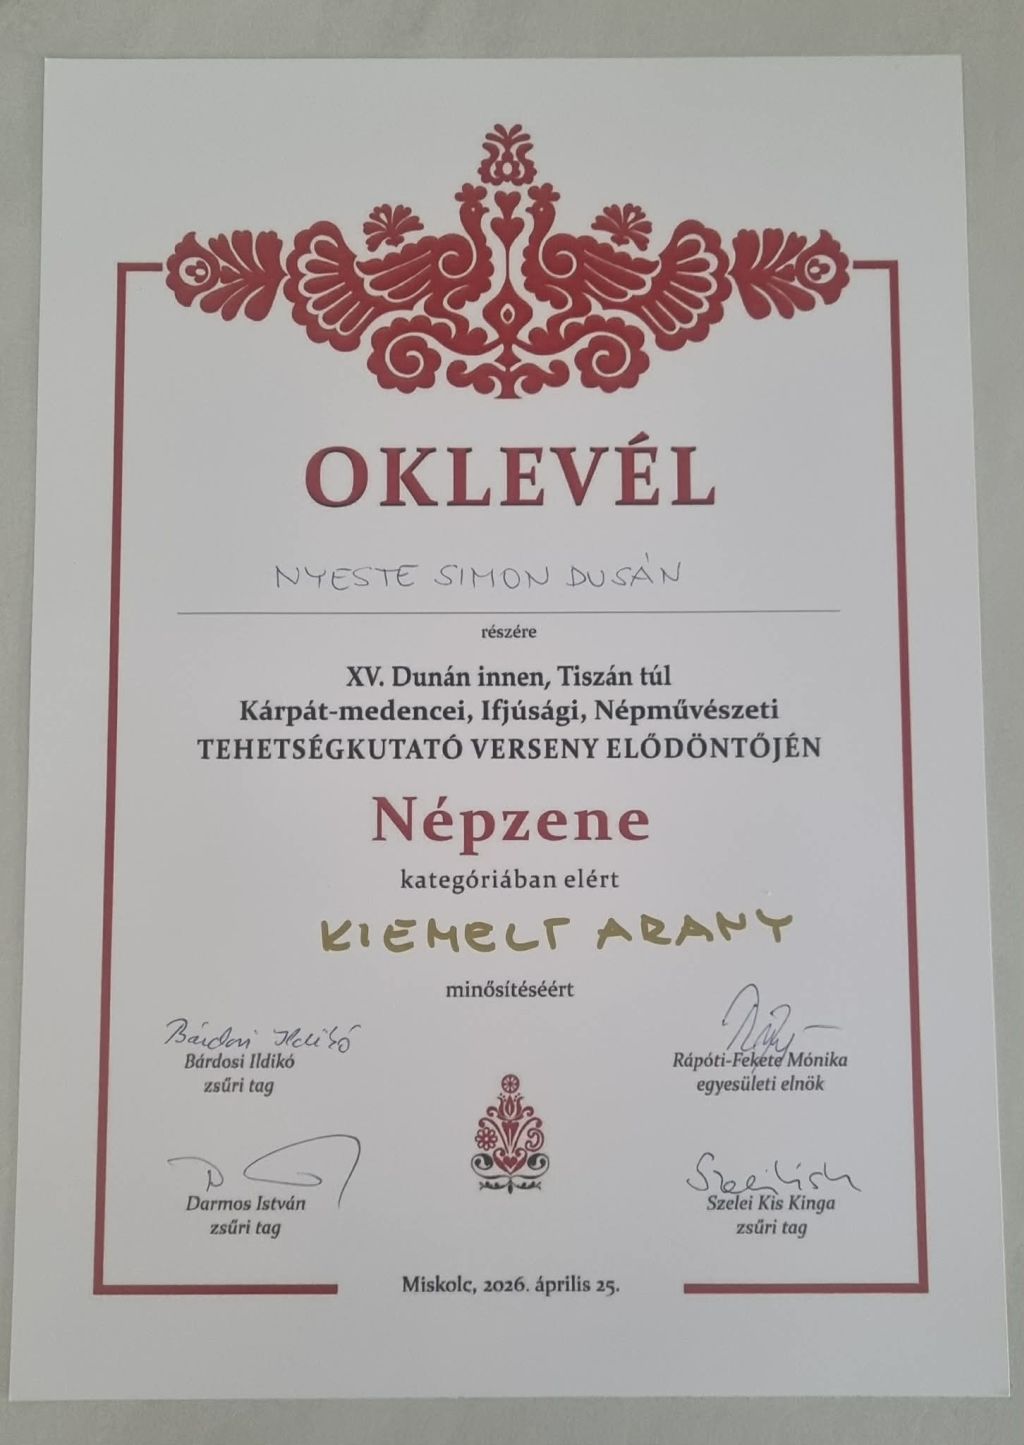 OKLEVÉL
NYESTE SIMON DUSÁN
részére
XV. Dunán innen, Tiszán túl
Kárpát-medencei, Ifjúsági, Népművészeti
TEHETSÉGKUTATÓ VERSENY ELŐDÖNTŐJÉN
Népzene
kategóriában elért
KIEMELT ARANY
minősítéséért
Bárdosi Ildikó
Bárdosi Ildikó
zsűri tag
Rápóti-Fekete Mónika
egyesületi elnök
Darmos István
zsűri tag
Szelei Kis Kinga
zsűri tag
Miskolc, 2026. április 25.